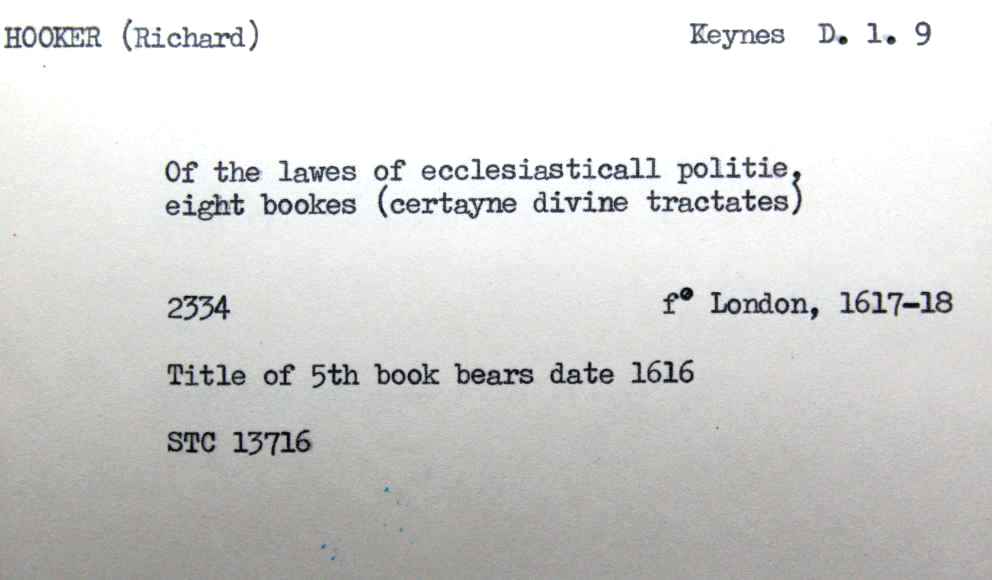 HOOKER (Richard)
Keynes D. 1. 9
Of the lawes of ecclesiasticall politie,
eight bookes (certayne divine tractates)
2334
fº London, 1617-18
Title of 5th book bears date 1616
STC 13716